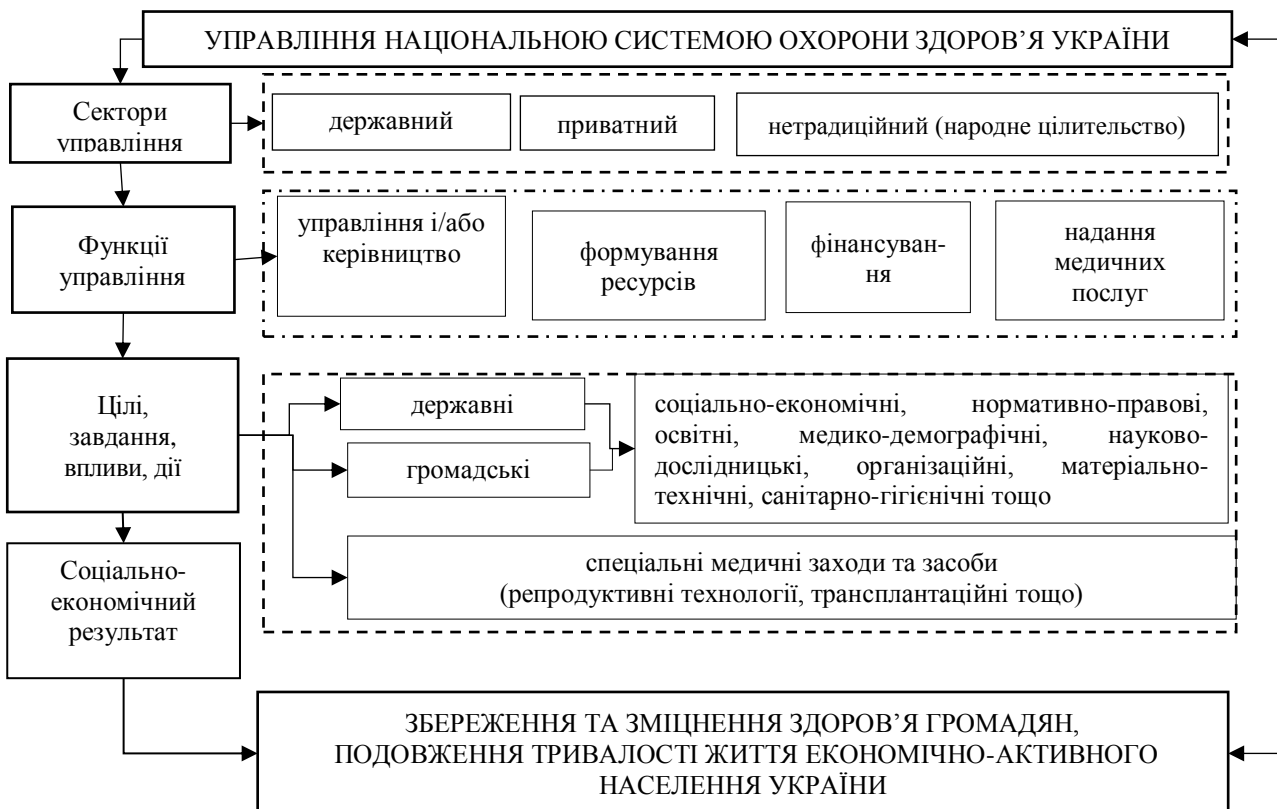 УПРАВЛІННЯ НАЦІОНАЛЬНОЮ СИСТЕМОЮ ОХОРОНИ ЗДОРОВ’Я УКРАЇНИ
Сектори
управління
державний
приватний
нетрадиційний (народне цілительство)
Функції
управління
управління і/або
керівництво
формування
ресурсів
фінансуван-
ня
надання
медичних
послуг
Цілі,
завдання,
впливи, дії
державні
громадські
соціально-економічні, нормативно-правові,
освітні, медико-демографічні, науково-
дослідницькі, організаційні, матеріально-
технічні, санітарно-гігієнічні тощо
спеціальні медичні заходи та засоби
(репродуктивні технології, трансплантаційні тощо)
Соціально-
економічний
результат
ЗБЕРЕЖЕННЯ ТА ЗМІЦНЕННЯ ЗДОРОВ’Я ГРОМАДЯН,
ПОДОВЖЕННЯ ТРИВАЛОСТІ ЖИТТЯ ЕКОНОМІЧНО-АКТИВНОГО
НАСЕЛЕННЯ УКРАЇНИ